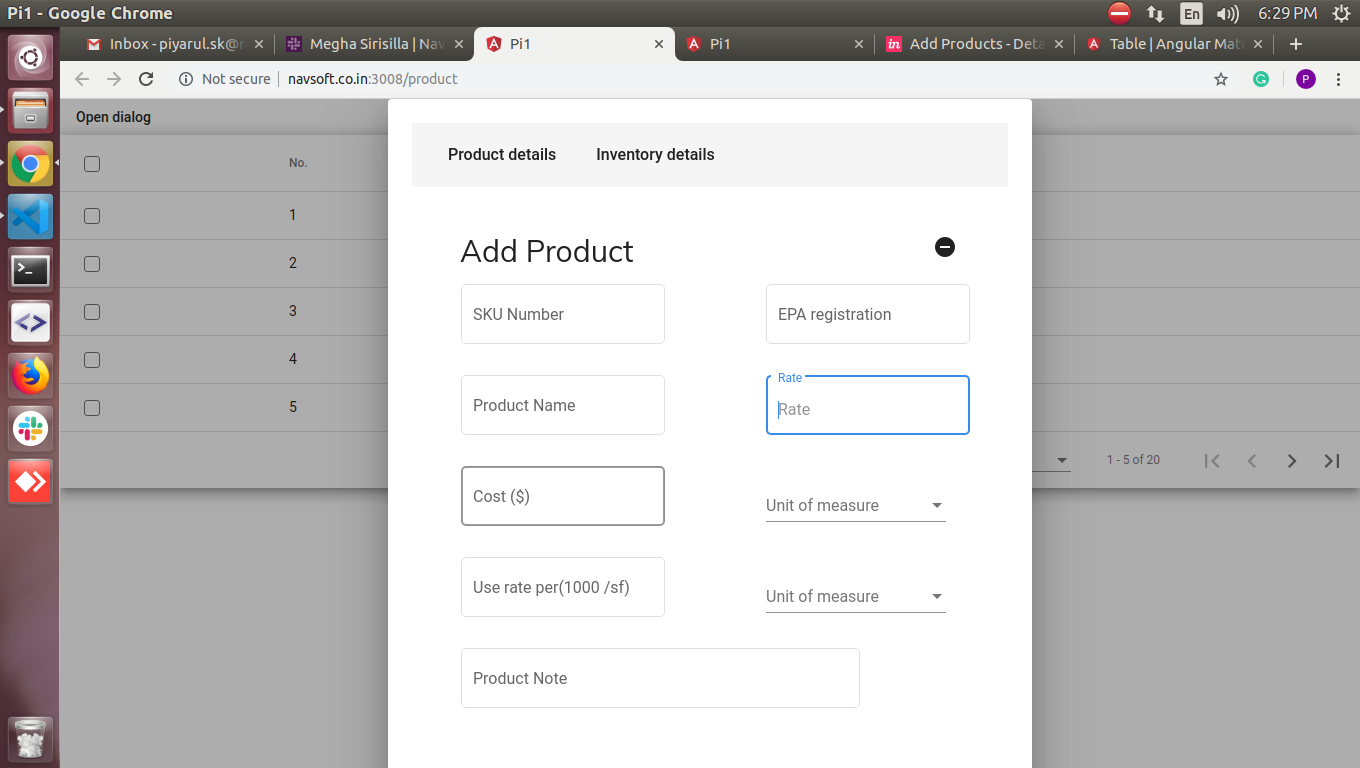 Pi1 - Google Chrome
En
6:29 PM
Inbox - piyarul.sk@
Megha Sirisilla | Nav
Pi1
Pi1
in
Add Products - Deta
Table | Angular Mat
Not secure
navsoft.co.in:3008/product
P
Open dialog
Product details
Inventory details
No.
1
2
3
4
5
Add Product
SKU Number
EPA registration
Product Name
Rate
Rate
Cost ($)
Unit of measure
Use rate per(1000 /sf)
Unit of measure
Product Note
1 - 5 of 20